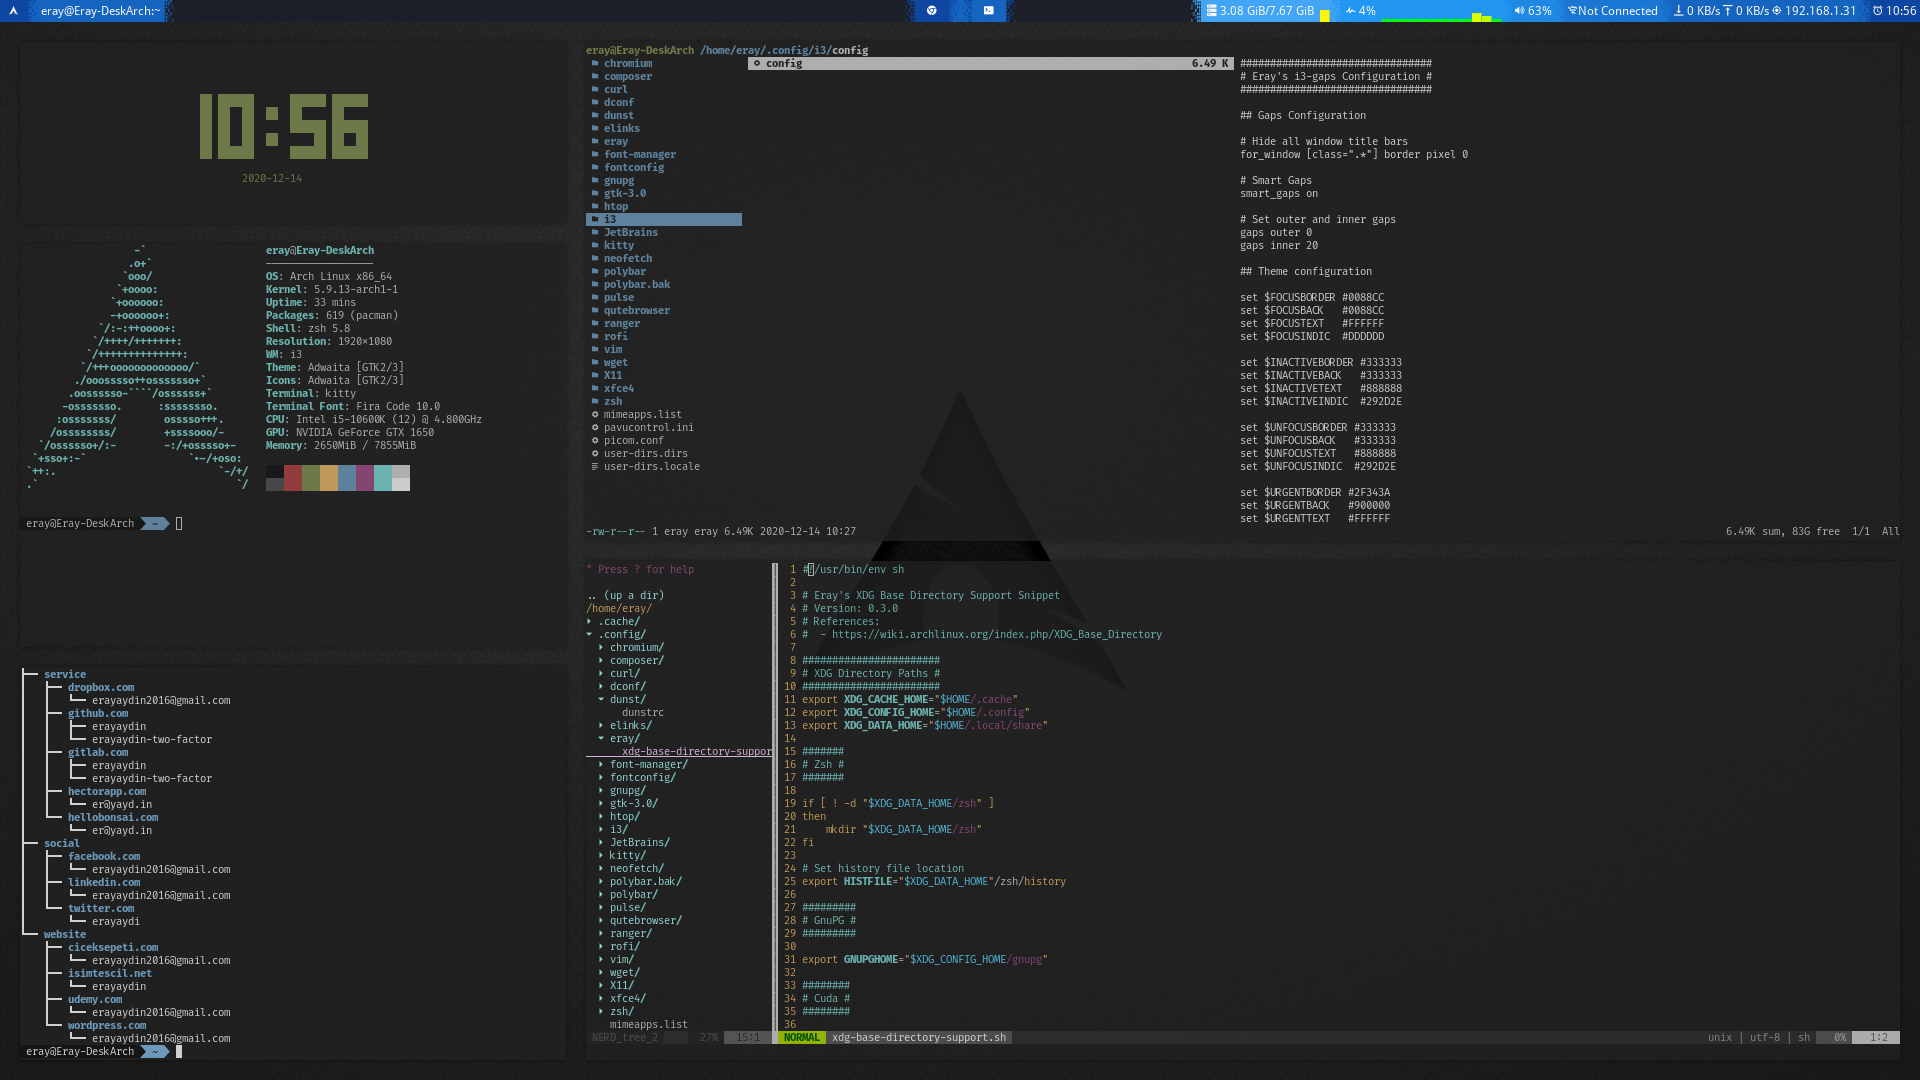 eray@Eray-DeskArch:~
3.08 GiB/7.67 GiB
4%
63%
Not Connected
0 KB/s 0 KB/s
192.168.1.31
10:56
10:56
2020-12-14
eray@Eray-DeskArch
OS: Arch Linux x86_64
Kernel: 5.9.13-arch1-1
Uptime: 33 mins
Packages: 619 (pacman)
Shell: zsh 5.8
Resolution: 1920×1080
WM: i3
Theme: Adwaita [GTK2/3]
Icons: Adwaita [GTK2/3]
Terminal: kitty
Terminal Font: Fira Code 10.0
CPU: Intel i5-10600K (12) @ 4.800GHz
GPU: NVIDIA GeForce GTX 1650
Memory: 2650MiB / 7855MiB
eray@Eray-DeskArch ~
service
dropbox.com
erayaydin2016@gmail.com
github.com
erayaydin
erayaydin-two-factor
gitlab.com
erayaydin
erayaydin-two-factor
hectorapp.com
er@yayd.in
hellobonsai.com
er@yayd.in
social
facebook.com
erayaydin2016@gmail.com
linkedin.com
erayaydin2016@gmail.com
twitter.com
erayaydi
website
ciceksepeti.com
erayaydin2016@gmail.com
isimtescil.net
erayaydin
udemy.com
erayaydin2016@gmail.com
wordpress.com
erayaydin2016@gmail.com
eray@Eray-DeskArch ~
eray@Eray-DeskArch /home/eray/.config/i3/config
chromium
composer
curl
dconf
dunst
elinks
eray
font-manager
fontconfig
gnupg
gtk-3.0
htop
i3
JetBrains
kitty
neofetch
polybar
polybar.bak
pulse
qutebrowser
ranger
rofi
vim
wget
X11
xfce4
zsh
mimeapps.list
pavucontrol.ini
picom.conf
user-dirs.dirs
user-dirs.locale
config 6.49 K
################################
# Eray's i3-gaps Configuration #
################################
## Gaps Configuration
# Hide all window title bars
for_window [class=".*"] border pixel 0
# Smart Gaps
smart_gaps on
# Set outer and inner gaps
gaps outer 0
gaps inner 20
## Theme configuration
set $FOCUSBORDER #0088CC
set $FOCUSBACK #0088CC
set $FOCUSTEXT #FFFFFF
set $FOCUSINDIC #DDDDDD
set $INACTIVEBORDER #333333
set $INACTIVEBACK #333333
set $INACTIVETEXT #888888
set $INACTIVEINDIC #292D2E
set $UNFOCUSBORDER #333333
set $UNFOCUSBACK #333333
set $UNFOCUSTEXT #888888
set $UNFOCUSINDIC #292D2E
set $URGENTBORDER #2F343A
set $URGENTBACK #900000
set $URGENTTEXT #FFFFFF
-rw-r--r-- 1 eray eray 6.49K 2020-12-14 10:27
6.49K sum, 83G free 1/1 All
" Press ? for help
.. (up a dir)
/home/eray/
.cache/
.config/
chromium/
composer/
curl/
dconf/
dunst/
dunstrc
elinks/
eray/
xdg-base-directory-suppor
font-manager/
fontconfig/
gnupg/
gtk-3.0/
htop/
i3/
JetBrains/
kitty/
neofetch/
polybar.bak/
polybar/
pulse/
qutebrowser/
ranger/
rofi/
vim/
wget/
X11/
xfce4/
zsh/
mimeapps.list
NERD_tree_2 27% 15:1
1 #!/usr/bin/env sh
2
3 # Eray's XDG Base Directory Support Snippet
4 # Version: 0.3.0
5 # References:
6 #  - https://wiki.archlinux.org/index.php/XDG_Base_Directory
7
8 #######################
9 # XDG Directory Paths #
10 #######################
11 export XDG_CACHE_HOME="$HOME/.cache"
12 export XDG_CONFIG_HOME="$HOME/.config"
13 export XDG_DATA_HOME="$HOME/.local/share"
14
15 #######
16 # Zsh #
17 #######
18
19 if [ ! -d "$XDG_DATA_HOME/zsh" ]
20 then
21     mkdir "$XDG_DATA_HOME/zsh"
22 fi
23
24 # Set history file location
25 export HISTFILE="$XDG_DATA_HOME"/zsh/history
26
27 #########
28 # GnuPG #
29 #########
30
31 export GNUPGHOME="$XDG_CONFIG_HOME/gnupg"
32
33 ########
34 # Cuda #
35 ########
36
NORMAL xdg-base-directory-support.sh
unix | utf-8 | sh 0% 1:2